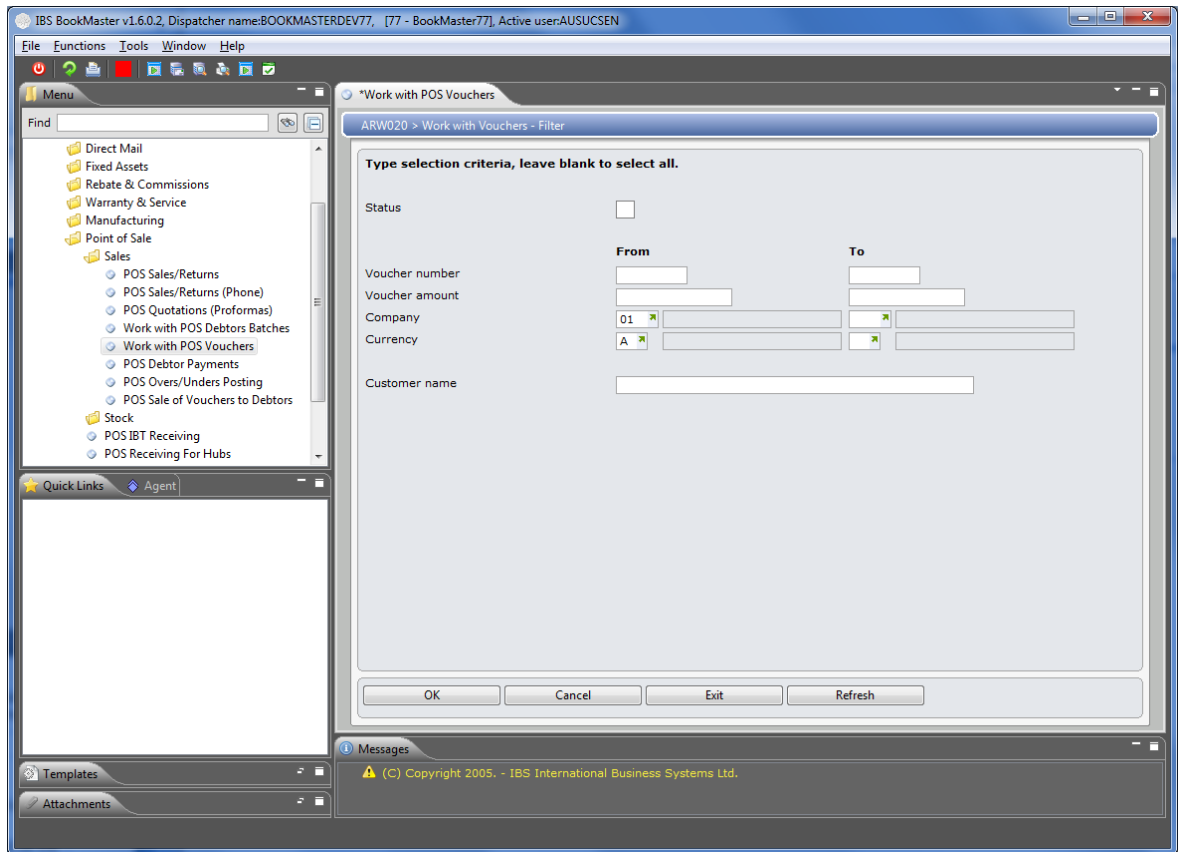 IBS BookMaster v1.6.0.2, Dispatcher name:BOOKMASTERDEV77,   [77 - BookMaster77], Active user:AUSUCSEN
File Functions Tools Window Help
Menu
Find
Direct Mail
Fixed Assets
Rebate & Commissions
Warranty & Service
Manufacturing
Point of Sale
Sales
POS Sales/Returns
POS Sales/Returns (Phone)
POS Quotations (Proformas)
Work with POS Debtors Batches
Work with POS Vouchers
POS Debtor Payments
POS Overs/Unders Posting
POS Sale of Vouchers to Debtors
Stock
POS IBT Receiving
POS Receiving For Hubs
Quick Links Agent
Templates
Attachments
*Work with POS Vouchers
ARW020 > Work with Vouchers - Filter
Type selection criteria, leave blank to select all.
Status
From To
Voucher number
Voucher amount
Company 01
Currency A
Customer name
OK Cancel Exit Refresh
Messages
(C) Copyright 2005. - IBS International Business Systems Ltd.